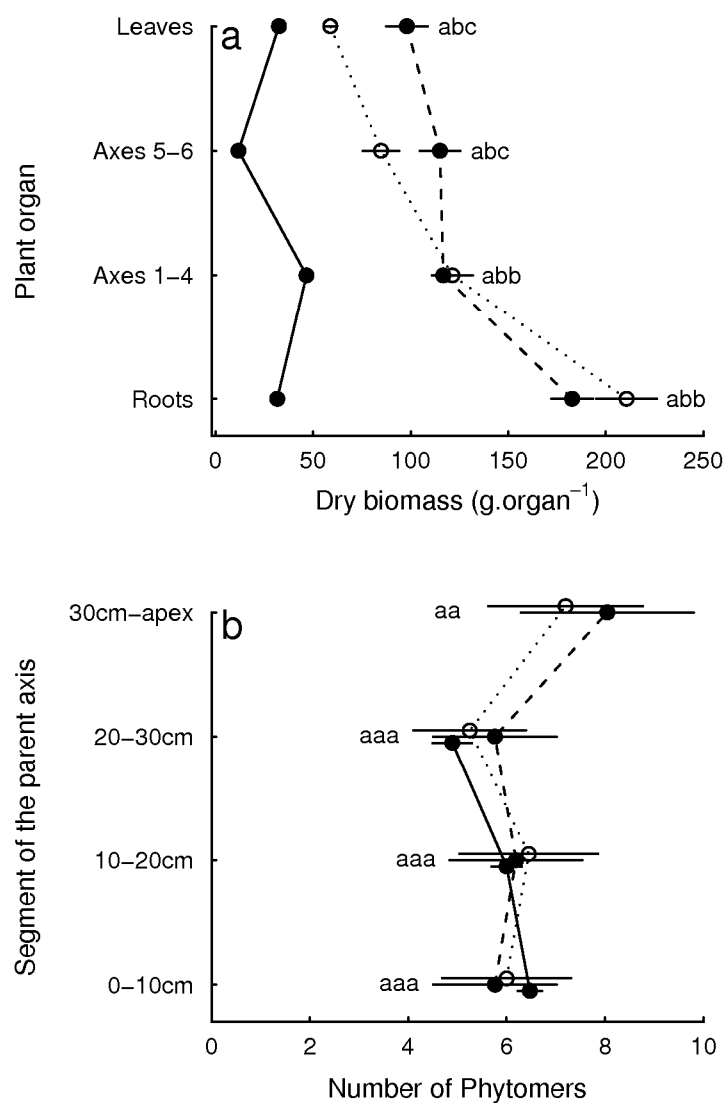 a
Leaves
abc
Axes 5−6
abc
Axes 1−4
abb
Roots
abb
Plant organ
0 50 100 150 200 250
Dry biomass (g.organ⁻¹)
b
30cm−apex
aa
20−30cm
aaa
10−20cm
aaa
0−10cm
aaa
Segment of the parent axis
0 2 4 6 8 10
Number of Phytomers